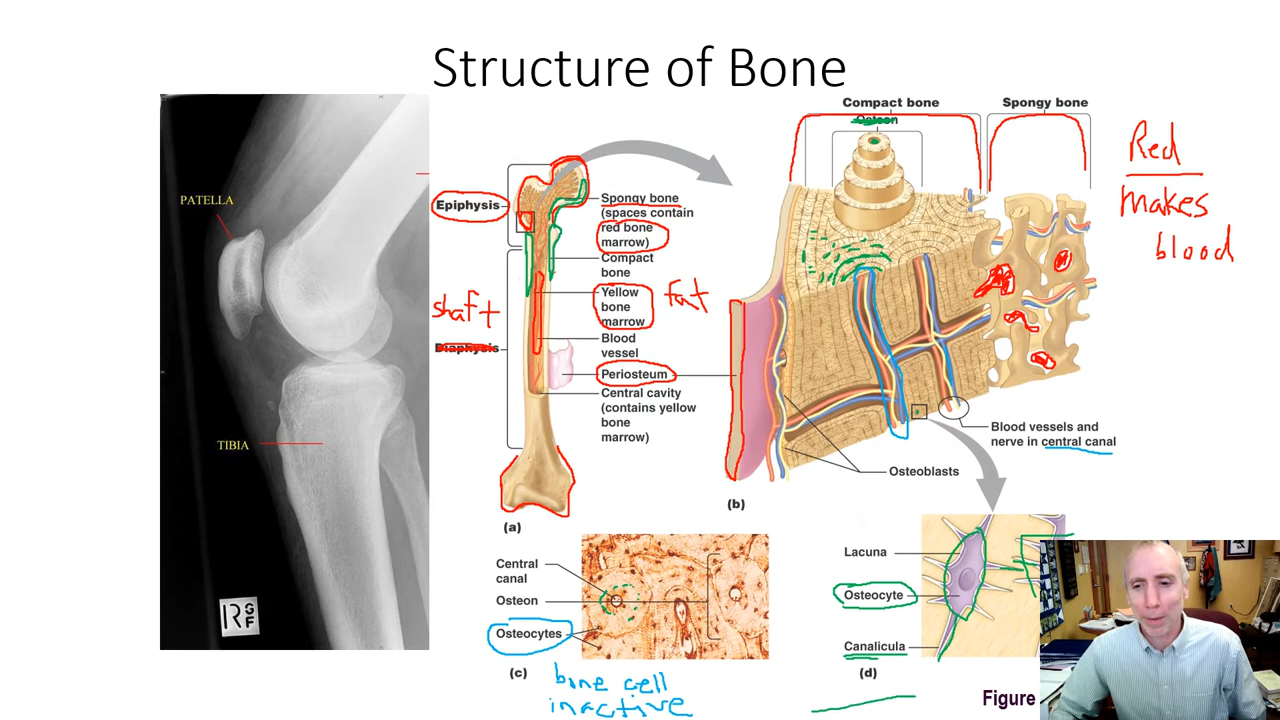 Structure of Bone
PATELLA
TIBIA
R
G
F
Epiphysis
shaft
Diaphysis
Spongy bone
(spaces contain
red bone
marrow)
Compact
bone
Yellow
bone
marrow
fat
Blood
vessel
Periosteum
Central cavity
(contains yellow
bone
marrow)
(a)
Compact bone
Osteon
Spongy bone
Red
makes
blood
Blood vessels and
nerve in central canal
Osteoblasts
(b)
Central
canal
Osteon
Osteocytes
(c)
bone cell
inactive
Lacuna
Osteocyte
Canalicula
(d)
Figure